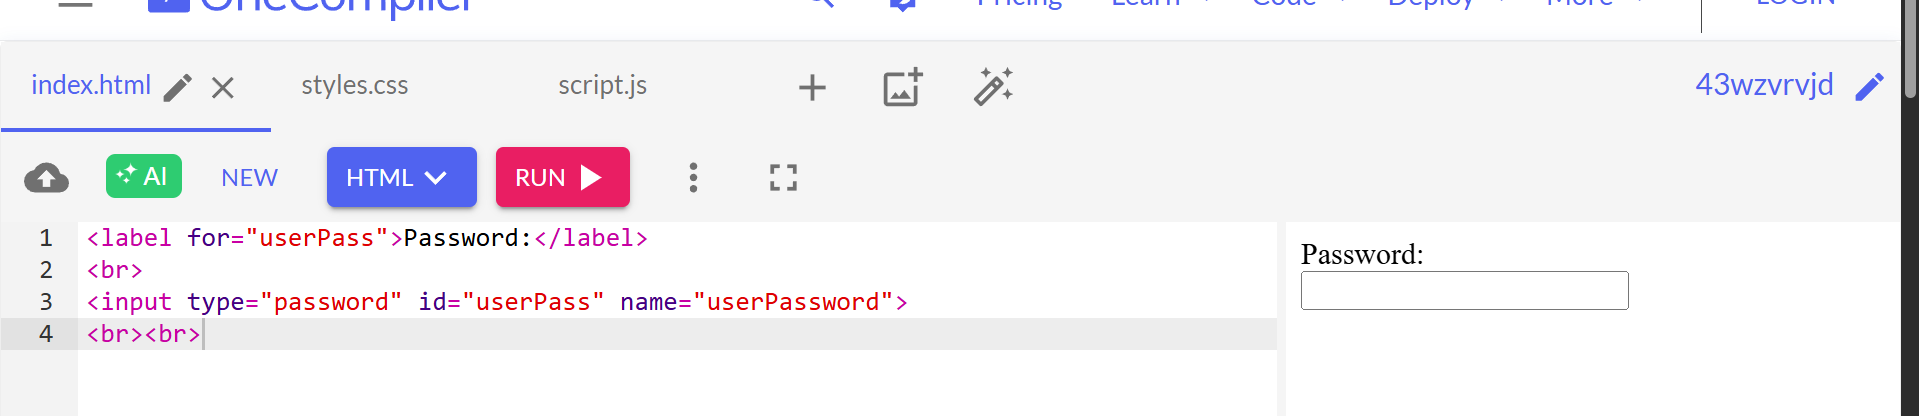 OneCompiler Pricing Learn Code Deploy More LOGIN
index.html styles.css script.js 43wzvrvjd
AI NEW HTML RUN
1 <label for="userPass">Password:</label>
2 <br>
3 <input type="password" id="userPass" name="userPassword">
4 <br><br>
Password: